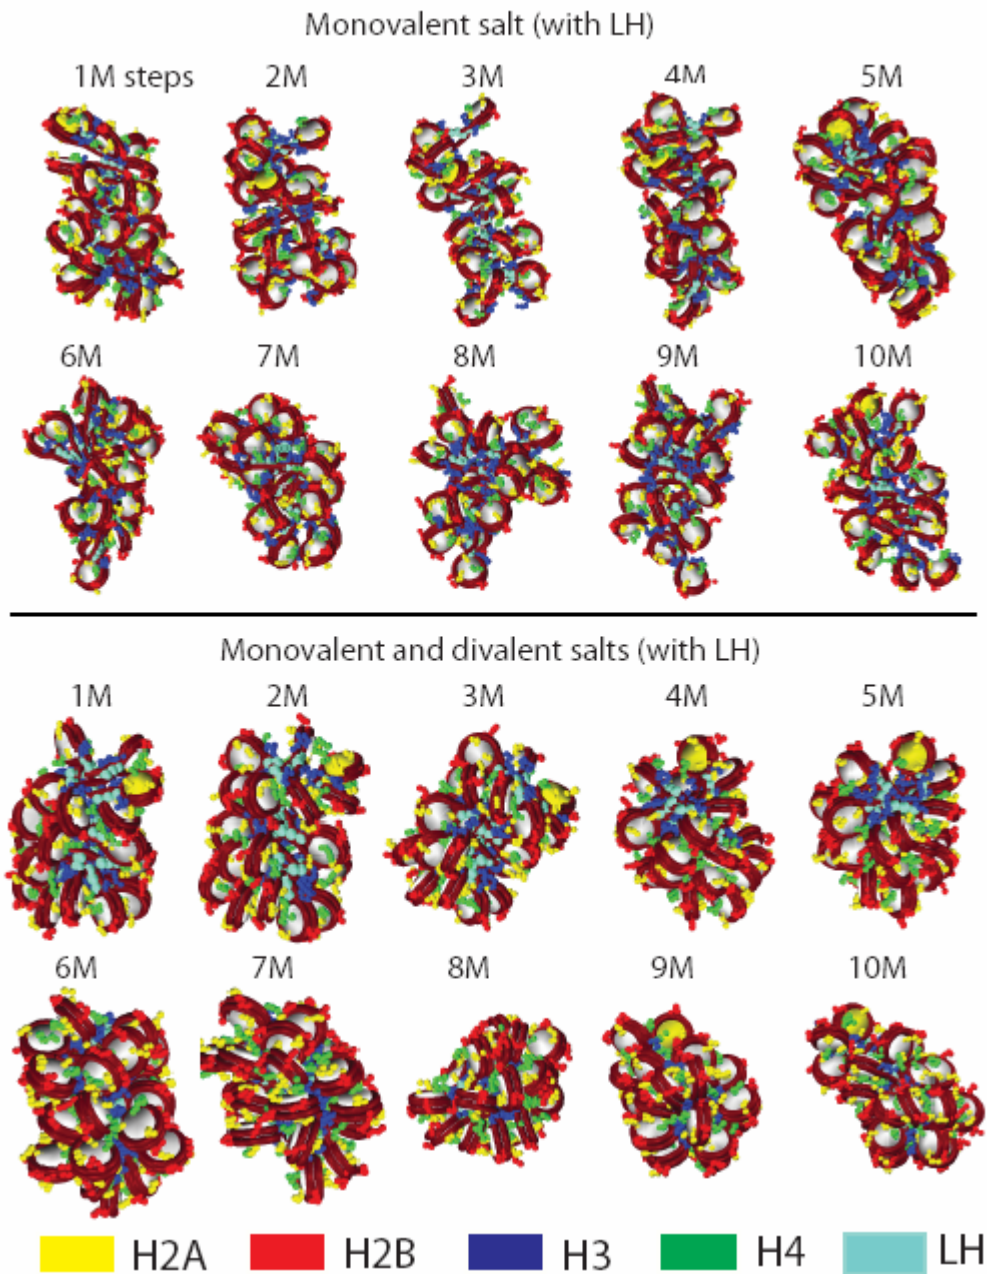 Monovalent salt (with LH)
1M steps 2M 3M 4M 5M
6M 7M 8M 9M 10M
Monovalent and divalent salts (with LH)
1M 2M 3M 4M 5M
6M 7M 8M 9M 10M
H2A H2B H3 H4 LH